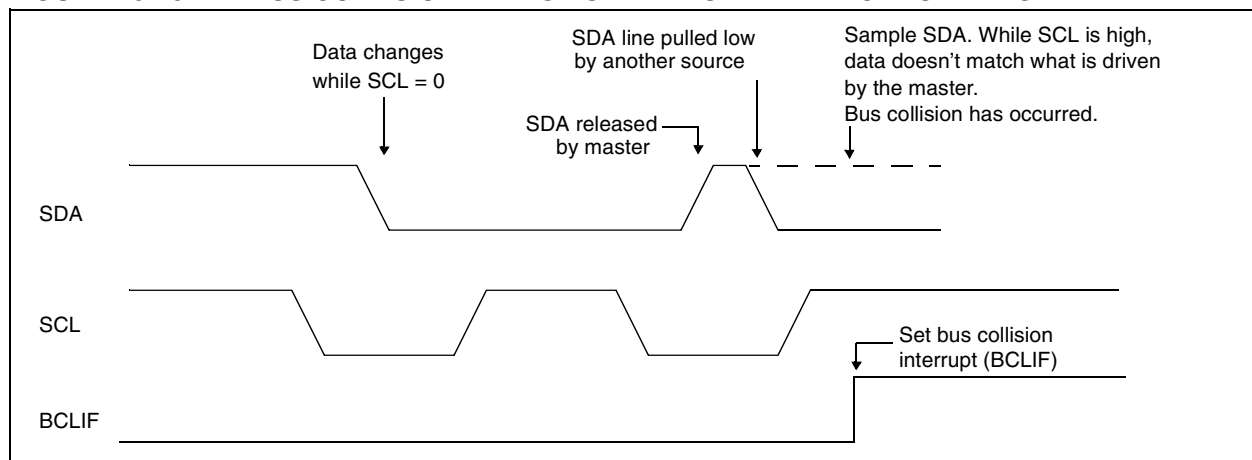 Data changes
while SCL = 0
SDA line pulled low
by another source
Sample SDA. While SCL is high,
data doesn't match what is driven
by the master.
Bus collision has occurred.
SDA released
by master
SDA
SCL
Set bus collision
interrupt (BCLIF)
BCLIF